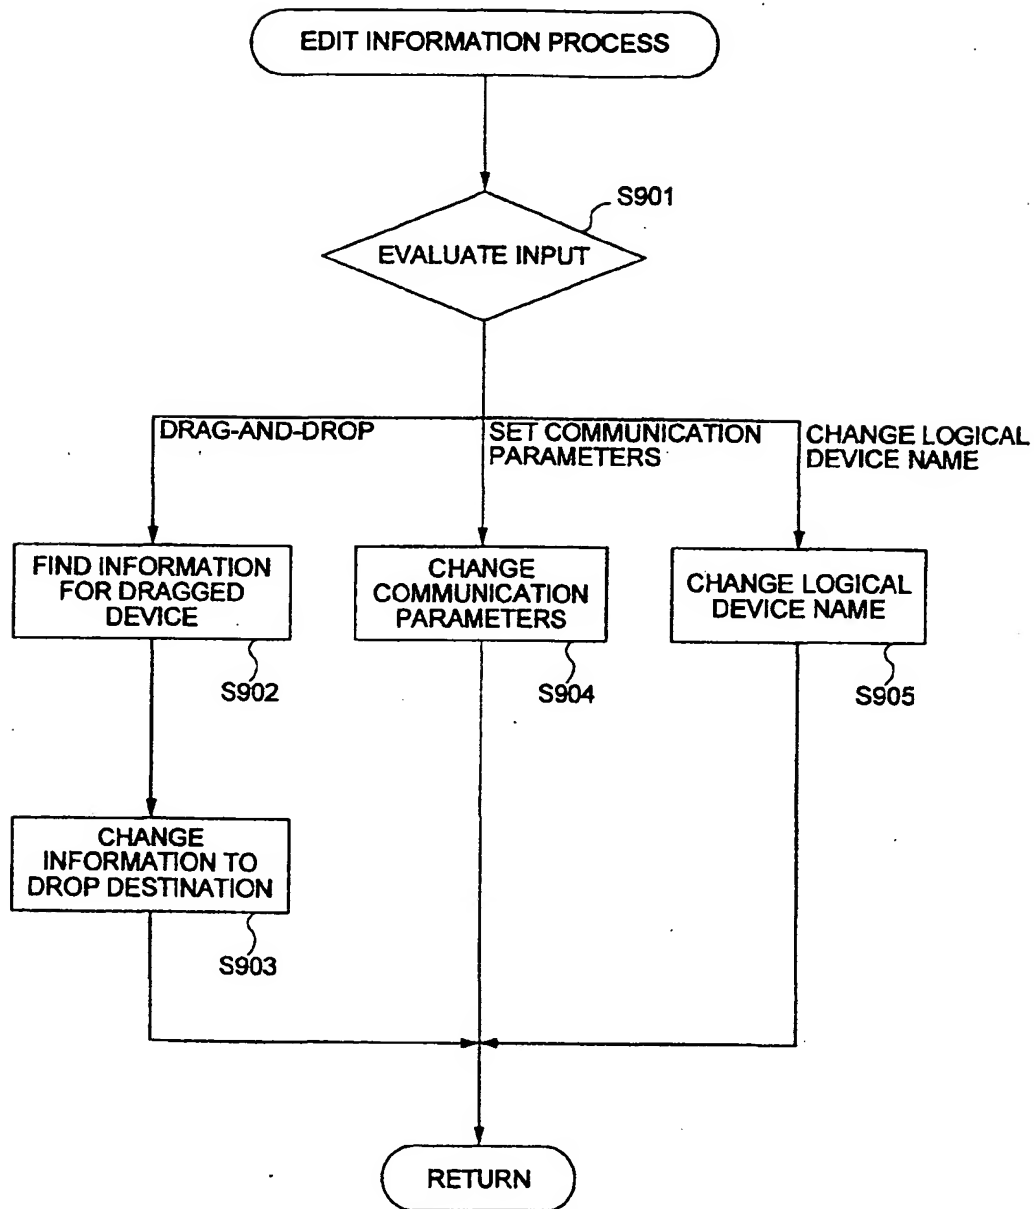 EDIT INFORMATION PROCESS
S901
EVALUATE INPUT
DRAG-AND-DROP
SET COMMUNICATION
PARAMETERS
CHANGE LOGICAL
DEVICE NAME
FIND INFORMATION
FOR DRAGGED
DEVICE
S902
CHANGE
COMMUNICATION
PARAMETERS
S904
CHANGE LOGICAL
DEVICE NAME
S905
CHANGE
INFORMATION TO
DROP DESTINATION
S903
RETURN